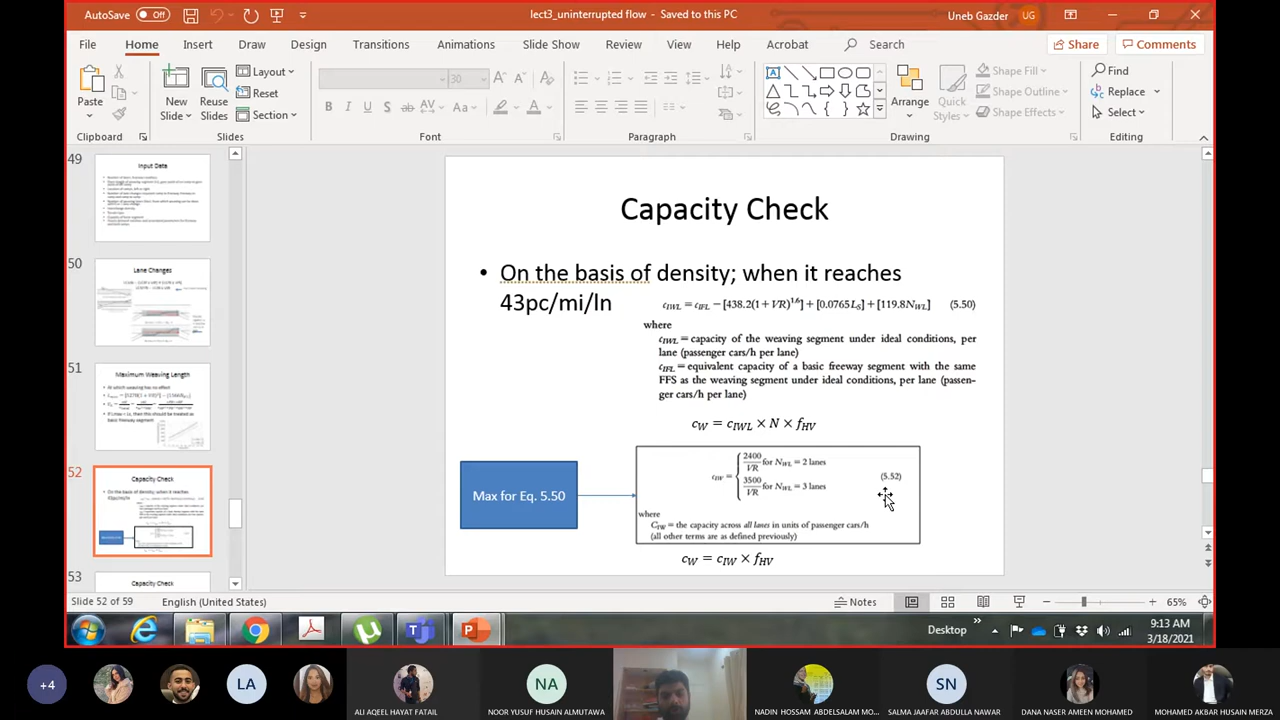 AutoSave Off
lect3_uninterrupted flow - Saved to this PC
Uneb Gazder UG
File Home Insert Draw Design Transitions Animations Slide Show Review View Help Acrobat Search Share Comments
Paste
New Slide
Reuse Slides
Layout
Reset
Section
30
Arrange
Quick Styles
Shape Fill
Shape Outline
Shape Effects
Find
Replace
Select
Clipboard Slides Font Paragraph Drawing Editing
49
Input Data
50
Lane Changes
51
Maximum Weaving Length
52
Capacity Check
53
Capacity Check
Capacity Check
• On the basis of density; when it reaches
43pc/mi/ln
c_IWL = c_IFL − [438.2(1 + VR)^1.6] + [0.0765L_S] + [119.8N_WL] (5.50)
where
c_IWL = capacity of the weaving segment under ideal conditions, per
lane (passenger cars/h per lane)
c_IFL = equivalent capacity of a basic freeway segment with the same
FFS as the weaving segment under ideal conditions, per lane (passen-
ger cars/h per lane)
c_W = c_IWL × N × f_HV
Max for Eq. 5.50
2400/VR for N_WL = 2 lanes
(5.52)
3500/VR for N_WL = 3 lanes
where
C_IW = the capacity across all lanes in units of passenger cars/h
(all other terms are as defined previously)
c_W = c_IW × f_HV
Slide 52 of 59 English (United States) Notes 65%
Desktop
9:13 AM
3/18/2021
+4
LA
ALI AQEEL HAYAT FATAIL
NA
NOOR YUSUF HUSAIN ALMUTAWA
NADIN HOSSAM ABDELSALAM MO...
SN
SALMA JAAFAR ABDULLA NAWAR
DANA NASER AMEEN MOHAMED
MOHAMED AKBAR HUSAIN MERZA